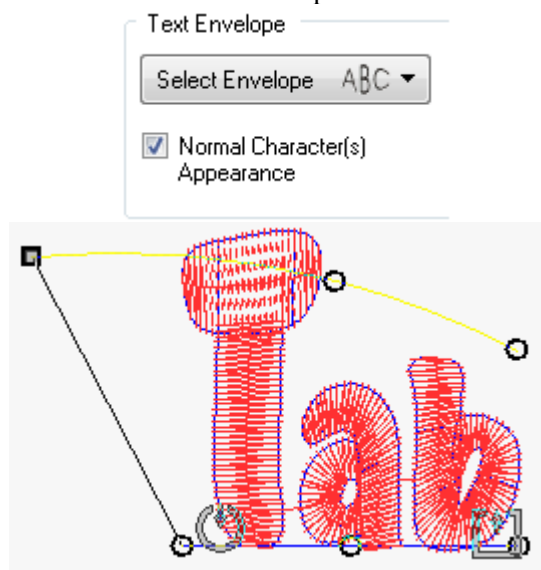 Text Envelope
Select Envelope ABC
Normal Character(s)
Appearance
Tab